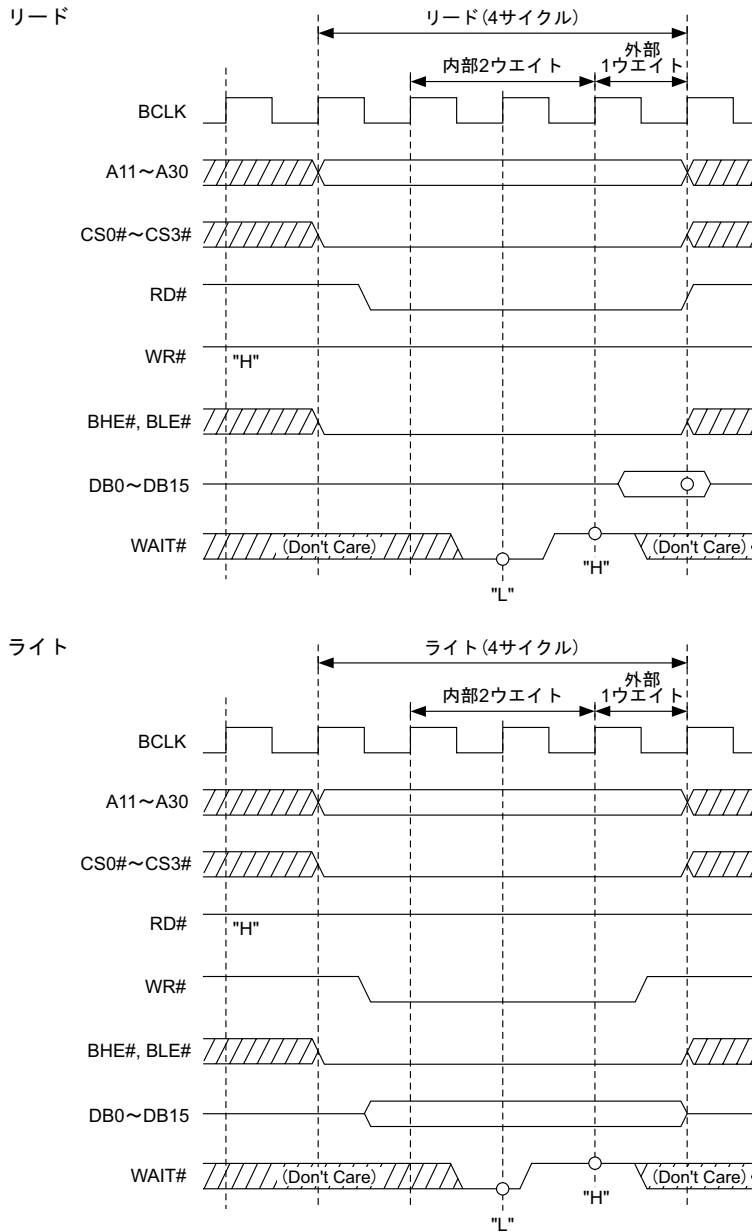 リード
リード(4サイクル)
内部2ウエイト
外部
1ウエイト
BCLK
A11～A30
CS0#～CS3#
RD#
WR#
"H"
BHE#, BLE#
DB0～DB15
WAIT#
(Don't Care)
(Don't Care)
"L"
"H"
ライト
ライト(4サイクル)
内部2ウエイト
外部
1ウエイト
BCLK
A11～A30
CS0#～CS3#
RD#
"H"
WR#
BHE#, BLE#
DB0～DB15
WAIT#
(Don't Care)
(Don't Care)
"L"
"H"